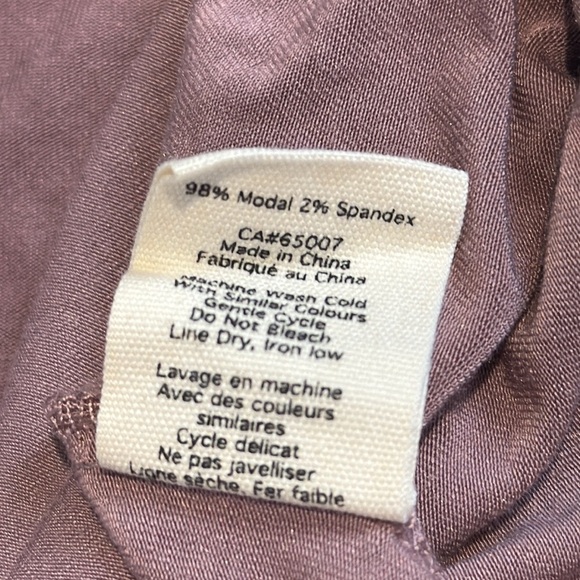 98% Modal 2% Spandex
CA#65007
Made in China
Fabriqué au China
Machine Wash Cold
With Similar Colours
Gentle Cycle
Do Not Bleach
Line Dry, Iron low
Lavage en machine
Avec des couleurs
similaires
Cycle délicat
Ne pas javelliser
Ligne sèche, Fer faible